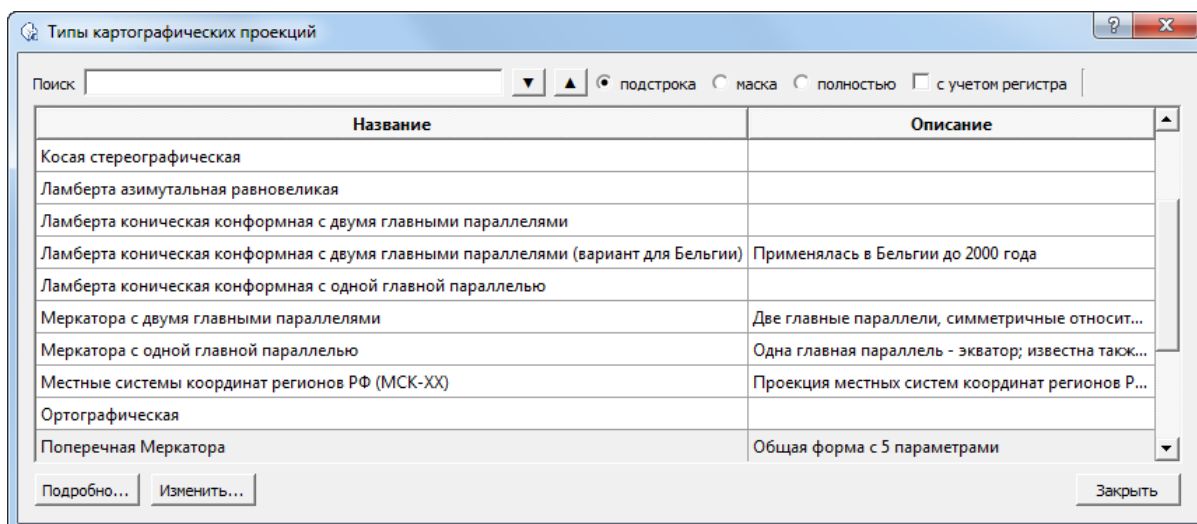 Типы картографических проекций
Поиск подстрока маска полностью с учетом регистра
Название Описание
Косая стереографическая
Ламберта азимутальная равновеликая
Ламберта коническая конформная с двумя главными параллелями
Ламберта коническая конформная с двумя главными параллелями (вариант для Бельгии) Применялась в Бельгии до 2000 года
Ламберта коническая конформная с одной главной параллелью
Меркатора с двумя главными параллелями Две главные параллели, симметричные относит...
Меркатора с одной главной параллелью Одна главная параллель - экватор; известна такж...
Местные системы координат регионов РФ (МСК-XX) Проекция местных систем координат регионов Р...
Ортографическая
Поперечная Меркатора Общая форма с 5 параметрами
Подробно... Изменить... Закрыть